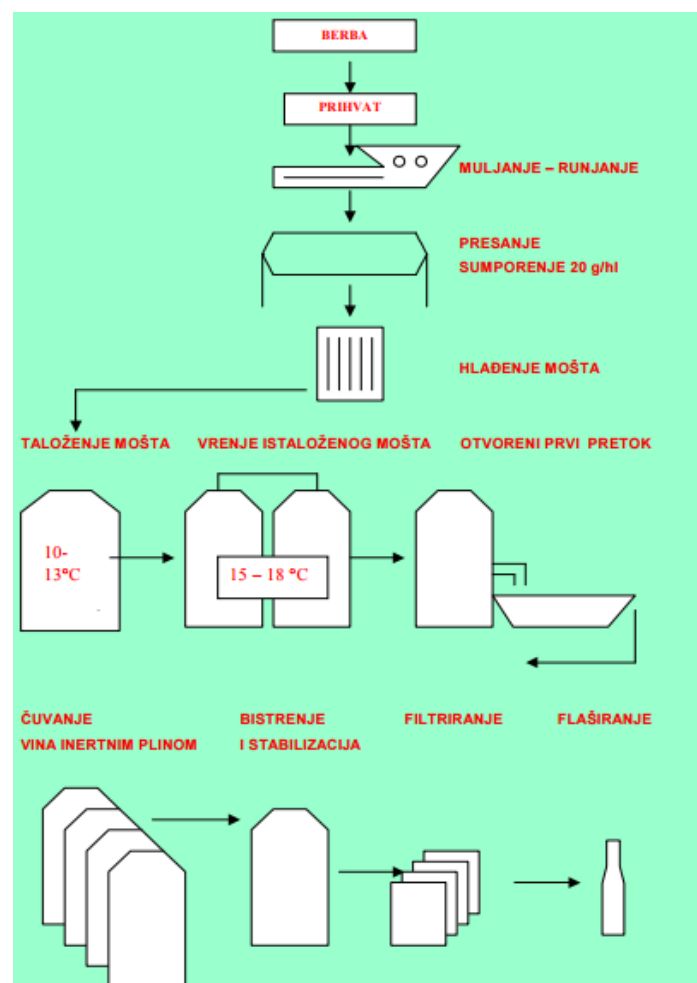 BERBA
PRIHVAT
MULJANJE – RUNJANJE
PRESANJE
SUMPORENJE 20 g/hl
HLAĐENJE MOŠTA
TALOŽENJE MOŠTA
VRENJE ISTALOŽENOG MOŠTA
OTVORENI PRVI PRETOK
10-
13°C
15 – 18 °C
ČUVANJE
VINA INERTNIM PLINOM
BISTRENJE
I STABILIZACIJA
FILTRIRANJE
FLAŠIRANJE